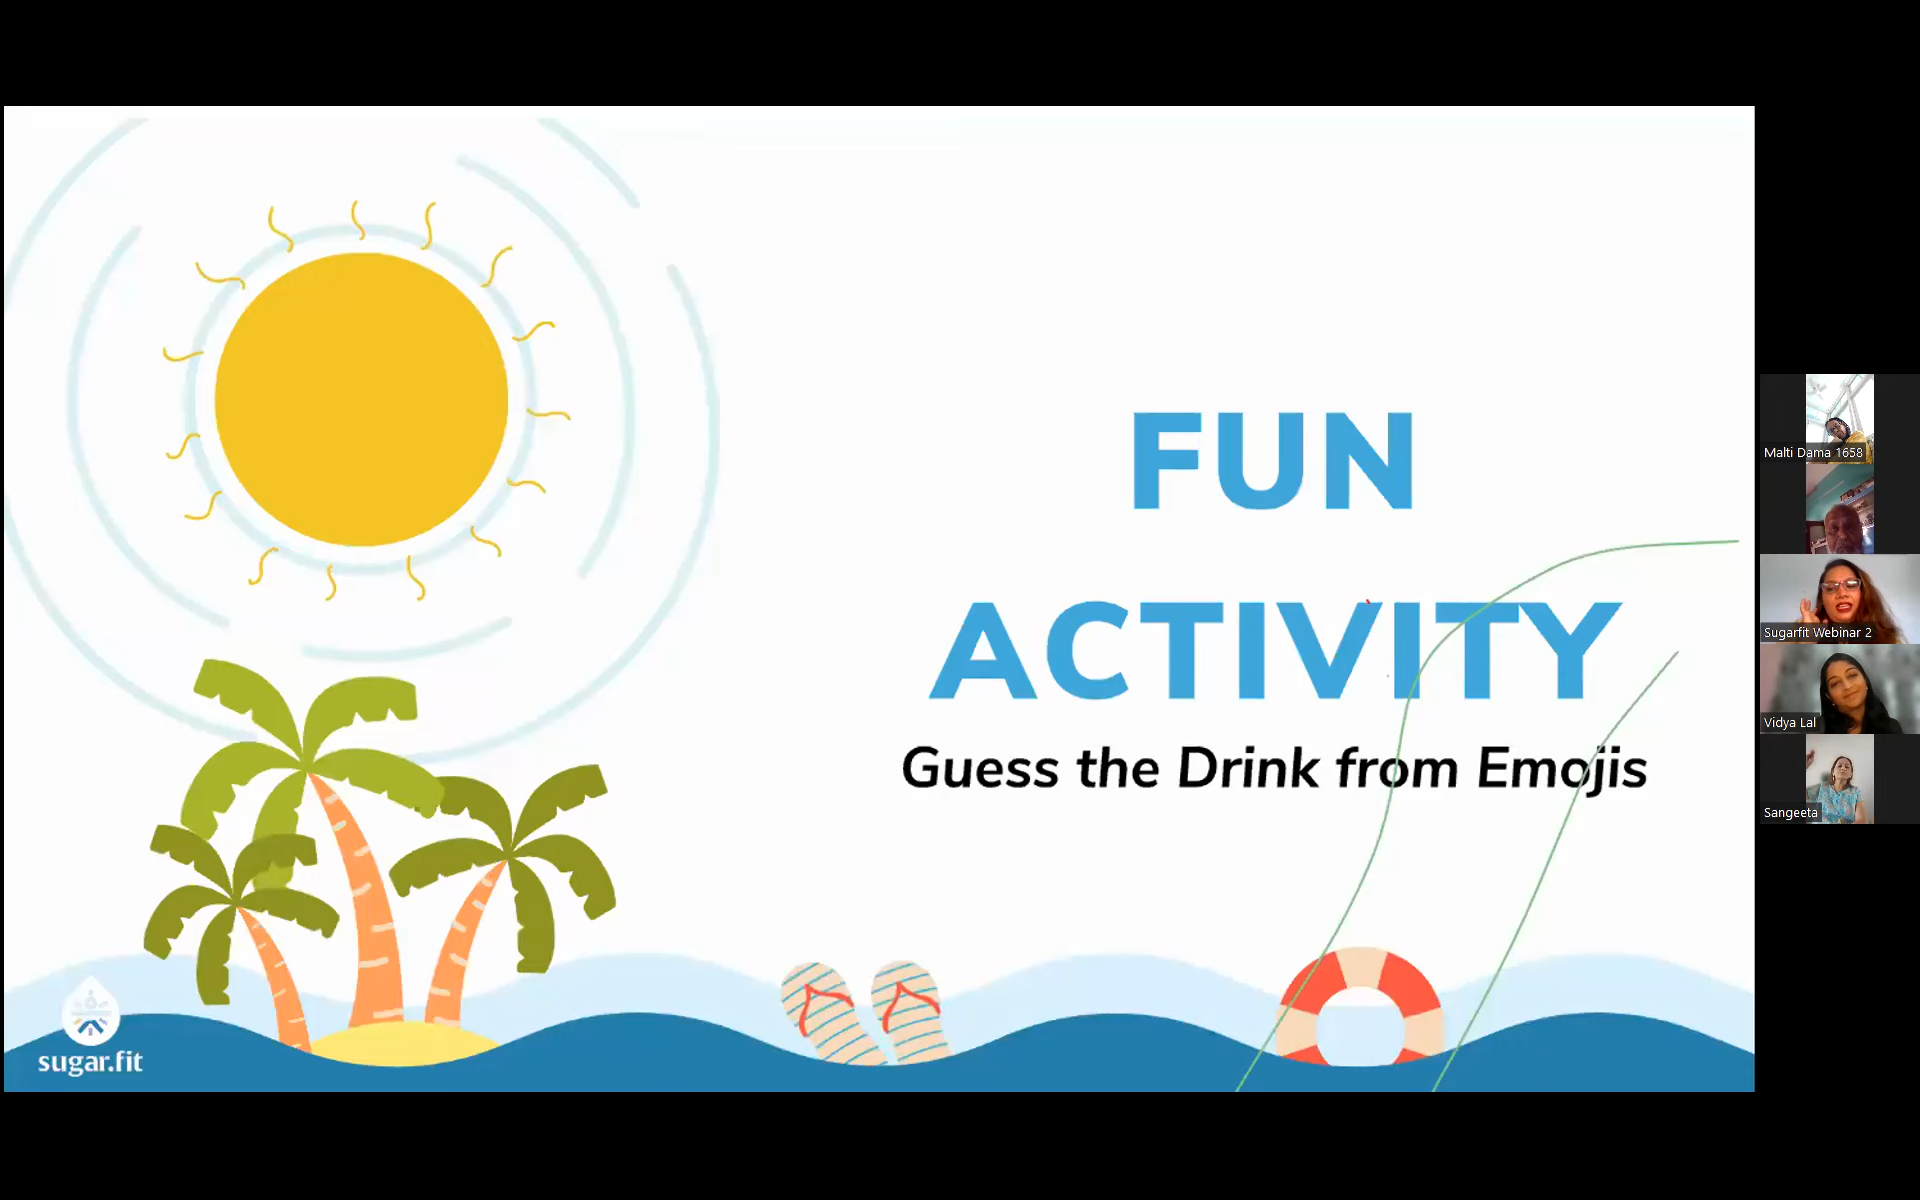 FUN
ACTIVITY
Guess the Drink from Emojis
sugar.fit
Malti Dama 1658
Sugarfit Webinar 2
Vidya Lal
Sangeeta